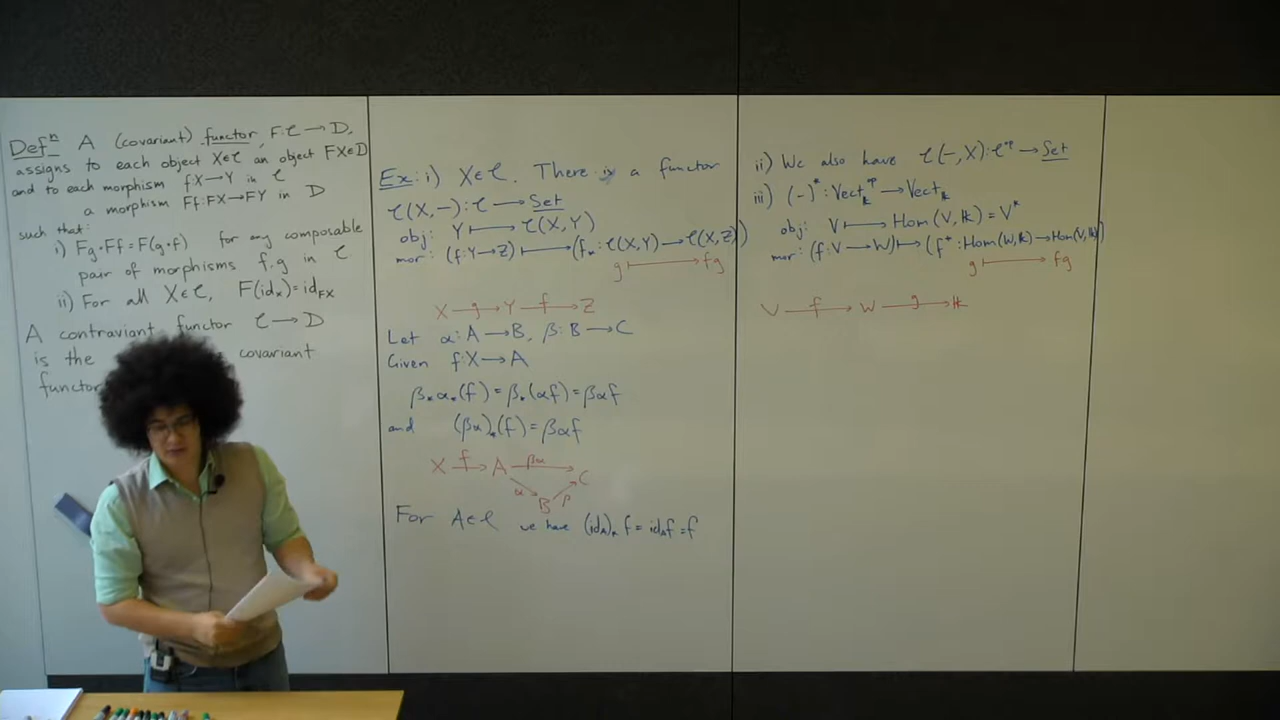 Defⁿ A (covariant) functor, F:C → D,
assigns to each object X∈C an object FX∈D
and to each morphism f:X→Y in C
a morphism Ff:FX→FY in D
such that:
i) Fg∘Ff = F(g∘f) for any composable
pair of morphisms f,g in C
ii) For all X∈C, F(id_X) = id_FX
A contravariant functor C → D
is the covariant
functor
Ex: i) X∈C. There is a functor
C(X,−): C → Set
obj: Y ↦ C(X,Y)
mor: (f:Y→Z) ↦ (f_*: C(X,Y) → C(X,Z))
g ↦ fg
X –g→ Y –f→ Z
Let α: A → B, β: B → C
Given f: X → A
β_*α_*(f) = β_*(αf) = βαf
and (βα)_*(f) = βαf
X –f→ A –βα→ C
α B β
For A∈C we have (id_A)_* f = id_A f = f
ii) We also have C(−,X): C^op → Set
iii) (−)*: Vect_k^op → Vect_k
obj: V ↦ Hom(V,k) = V*
mor: (f:V → W) ↦ (f*: Hom(W,k) → Hom(V,k))
g ↦ fg
V –f→ W –g→ k